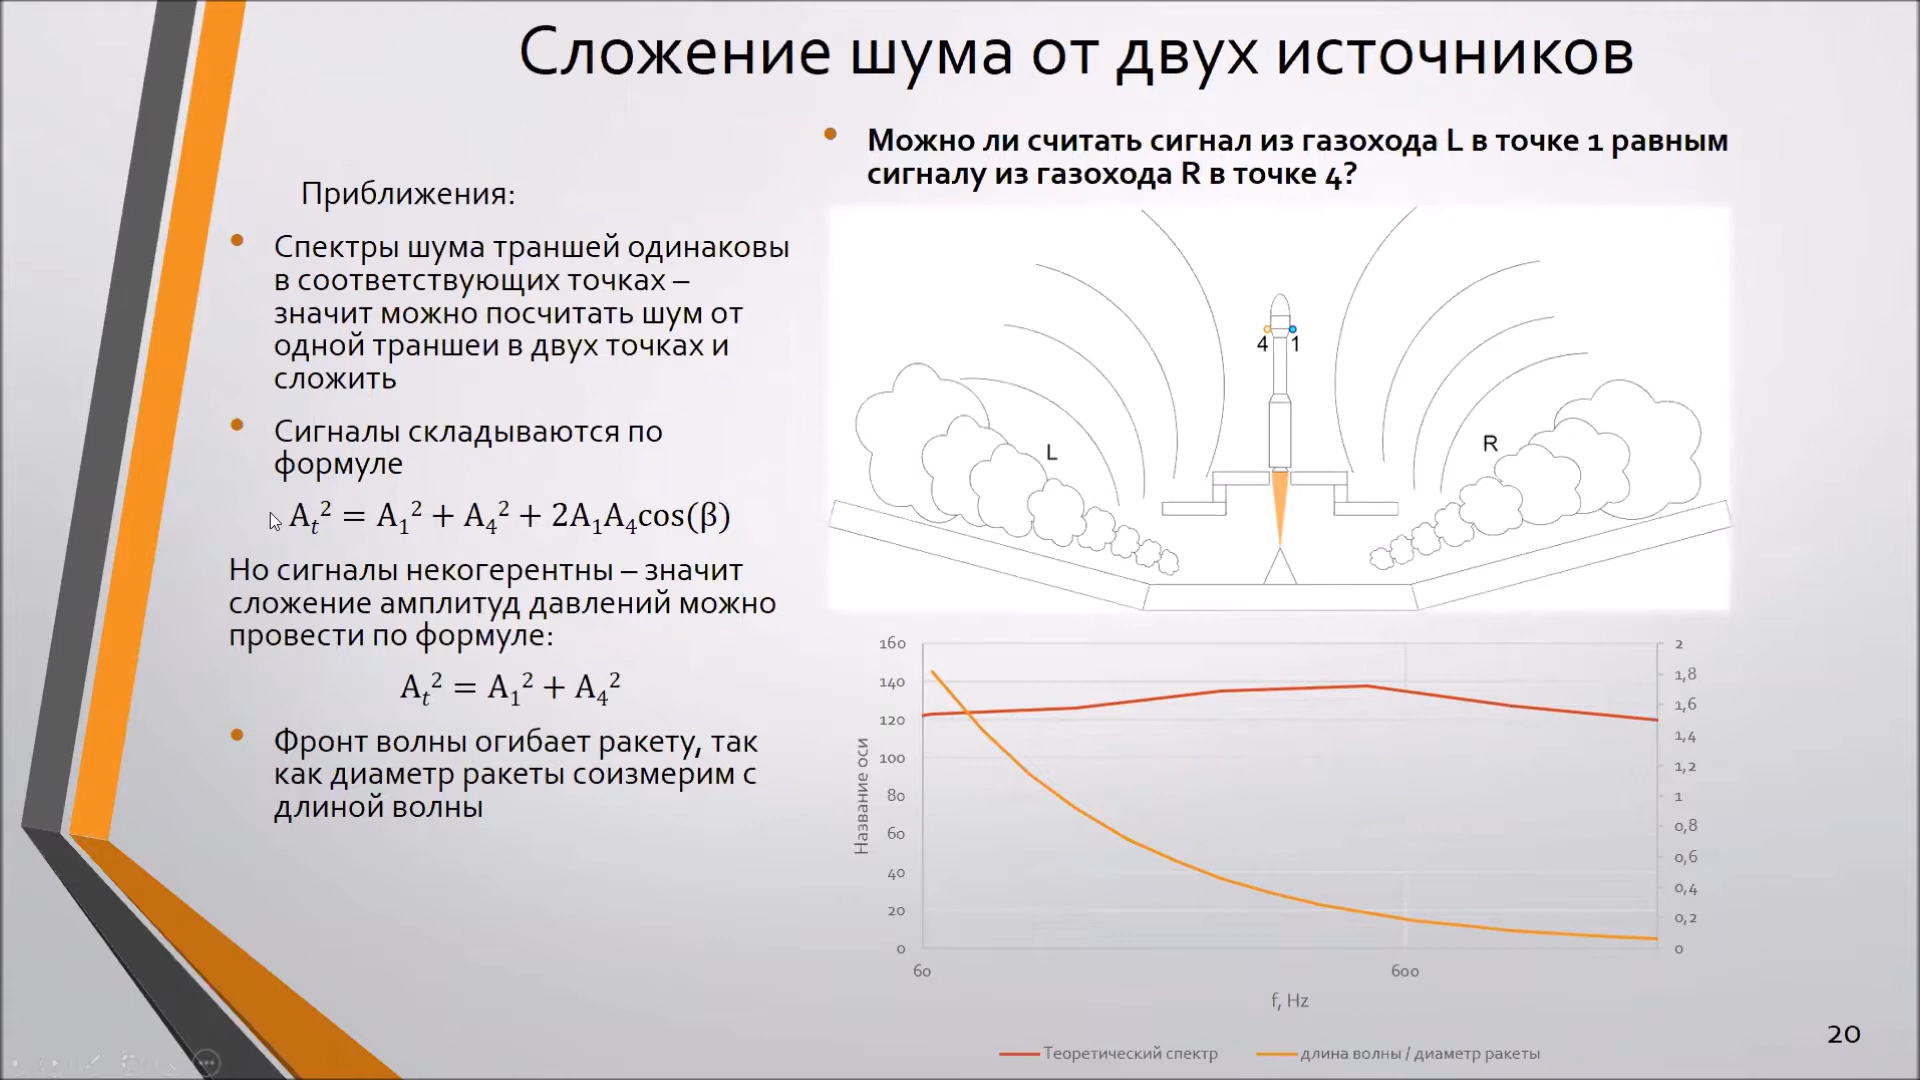 Сложение шума от двух источников
Приближения:
Спектры шума траншей одинаковы
в соответствующих точках –
значит можно посчитать шум от
одной траншеи в двух точках и
сложить
Сигналы складываются по
формуле
Aₜ² = A₁² + A₄² + 2A₁A₄cos(β)
Но сигналы некогерентны – значит
сложение амплитуд давлений можно
провести по формуле:
Aₜ² = A₁² + A₄²
Фронт волны огибает ракету, так
как диаметр ракеты соизмерим с
длиной волны
Можно ли считать сигнал из газохода L в точке 1 равным
сигналу из газохода R в точке 4?
4 1
L
R
160
140
120
100
80
60
40
20
0
Название оси
2
1,8
1,6
1,4
1,2
1
0,8
0,6
0,4
0,2
0
60
600
f, Hz
Теоретический спектр
длина волны / диаметр ракеты
20